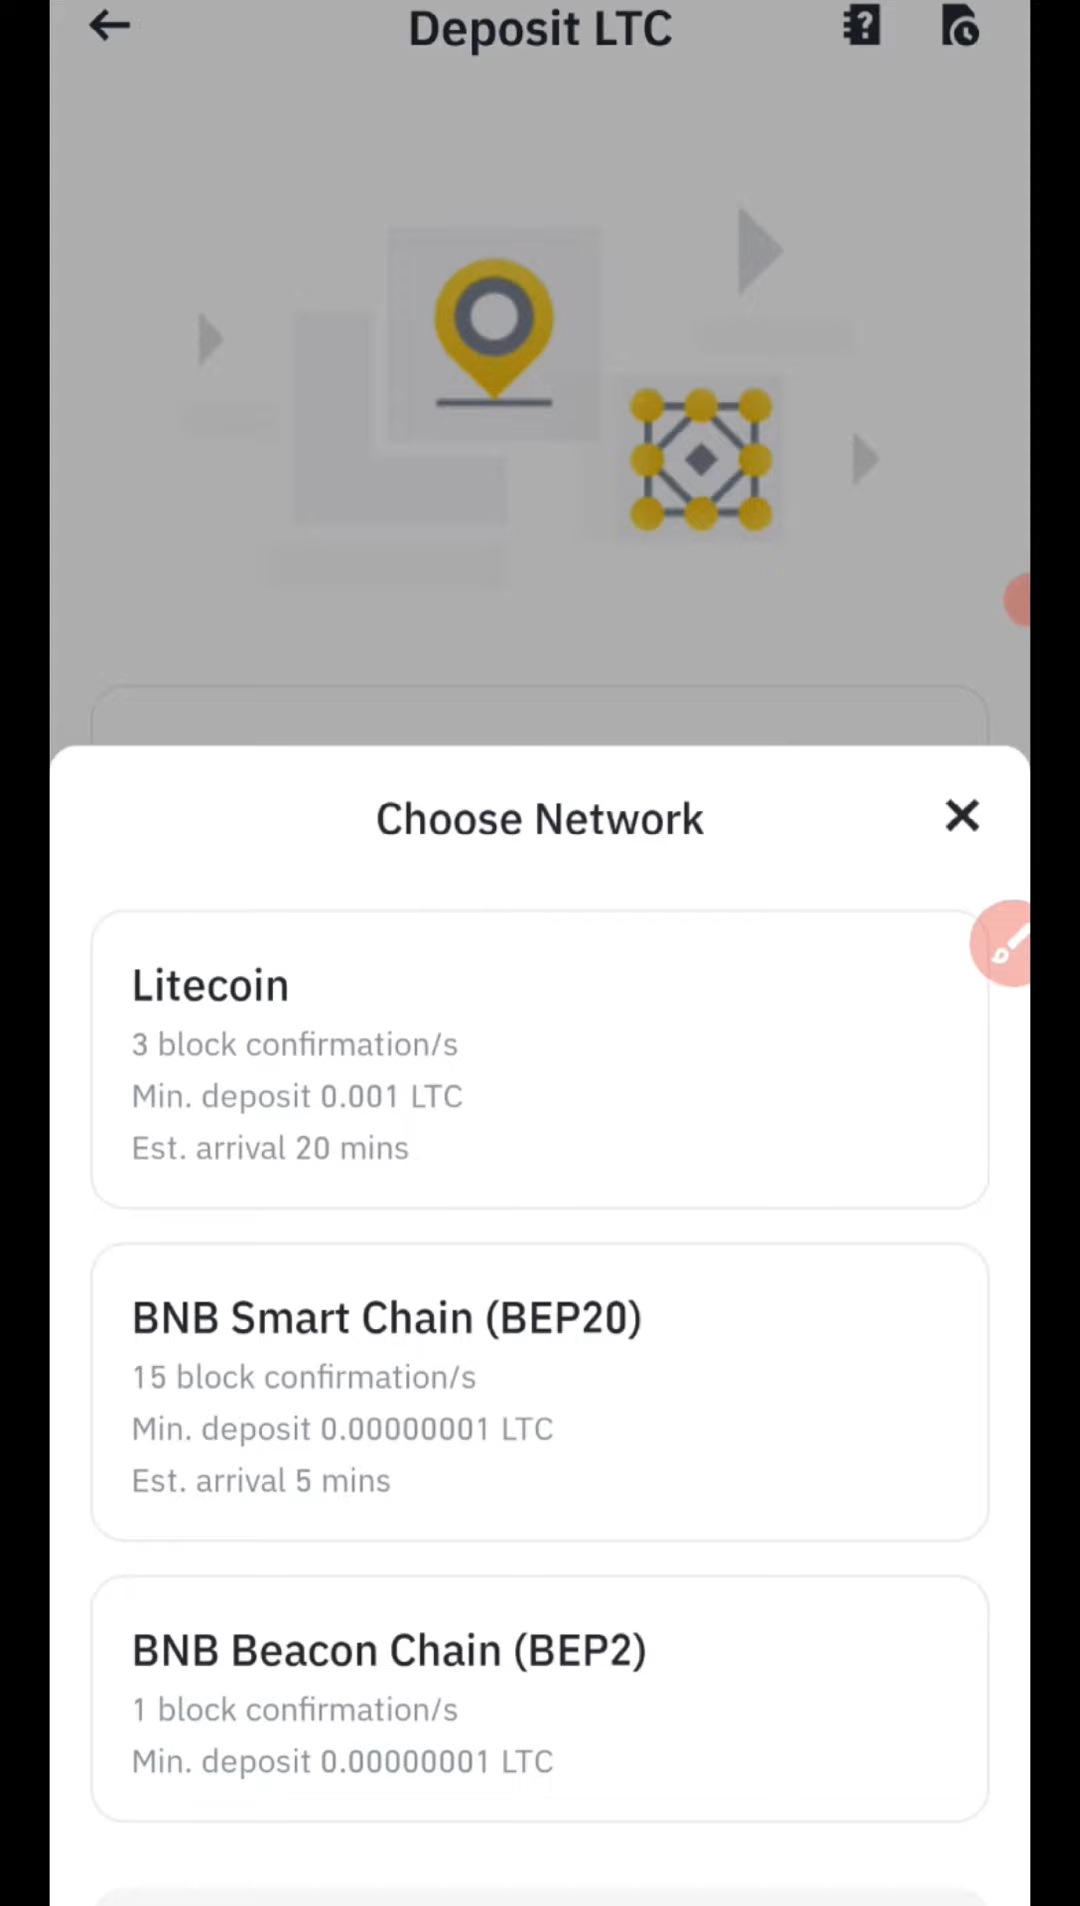 Deposit LTC
Choose Network
Litecoin
3 block confirmation/s
Min. deposit 0.001 LTC
Est. arrival 20 mins
BNB Smart Chain (BEP20)
15 block confirmation/s
Min. deposit 0.00000001 LTC
Est. arrival 5 mins
BNB Beacon Chain (BEP2)
1 block confirmation/s
Min. deposit 0.00000001 LTC